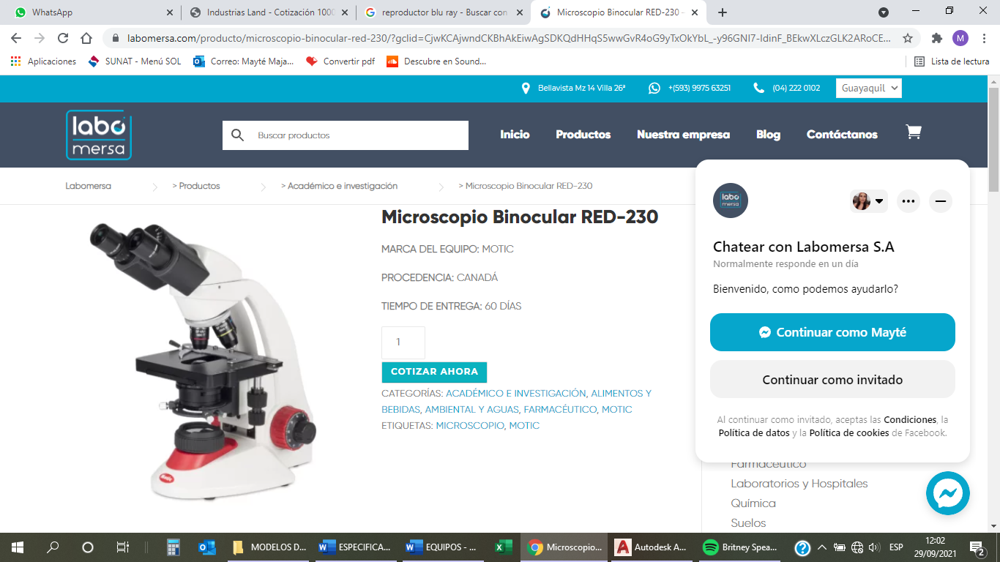 WhatsApp
Industrias Land - Cotización 1000
reproductor blu ray - Buscar con
Microscopio Binocular RED-230 -
labomersa.com/producto/microscopio-binocular-red-230/?gclid=CjwKCAjwndCKBhAkEiwAgSDKQdHHqS5wwGvR4oG9yTxOkYbL_-y96GNI7-IdinF_BEkwXLczGLK2ARoCE...
M
Aplicaciones
SUNAT - Menú SOL
Correo: Mayté Maja...
Convertir pdf
Descubre en Sound...
Lista de lectura
Bellavista Mz 14 Villa 26ª
+(593) 9975 63251
(04) 222 0102
Guayaquil
labo
mersa
Buscar productos
Inicio
Productos
Nuestra empresa
Blog
Contáctanos
Labomersa > Productos > Académico e investigación > Microscopio Binocular RED-230
Microscopio Binocular RED-230
MARCA DEL EQUIPO: MOTIC
PROCEDENCIA: CANADÁ
TIEMPO DE ENTREGA: 60 DÍAS
1
COTIZAR AHORA
CATEGORÍAS: ACADÉMICO E INVESTIGACIÓN, ALIMENTOS Y
BEBIDAS, AMBIENTAL Y AGUAS, FARMACÉUTICO, MOTIC
ETIQUETAS: MICROSCOPIO, MOTIC
labo
mersa
Chatear con Labomersa S.A
Normalmente responde en un día
Bienvenido, como podemos ayudarlo?
Continuar como Mayté
Continuar como invitado
Al continuar como invitado, aceptas las Condiciones, la
Política de datos y la Política de cookies de Facebook.
Farmacéutico
Laboratorios y Hospitales
Química
Suelos
MODELOS D...
ESPECIFICA...
EQUIPOS - ...
Microscopio...
Autodesk A...
Britney Spea...
ESP
12:02
29/09/2021
2